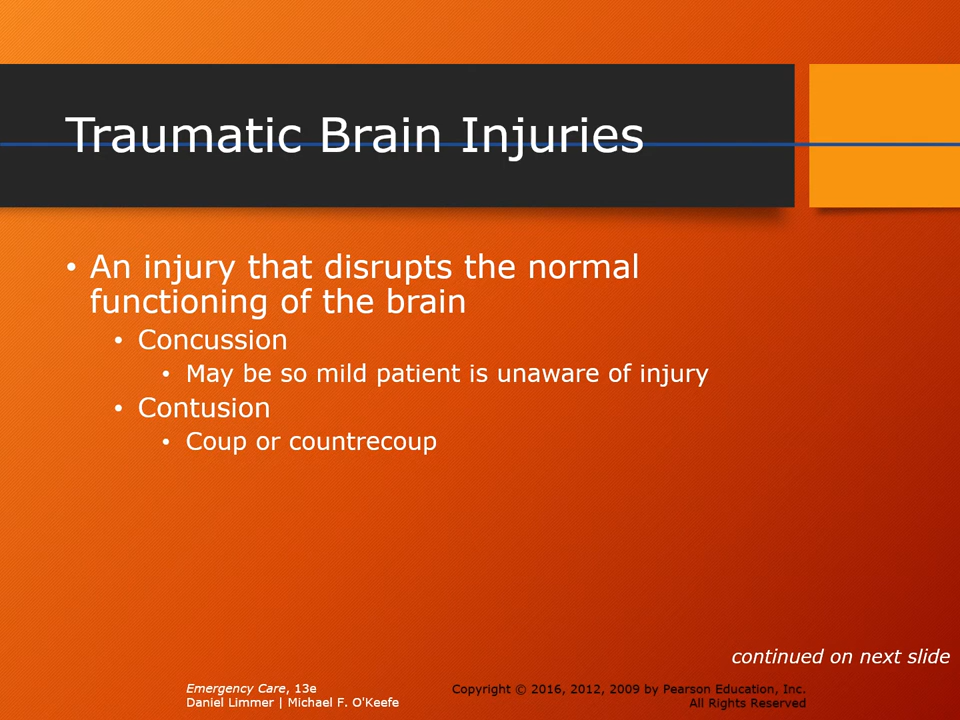 Traumatic Brain Injuries
• An injury that disrupts the normal
functioning of the brain
• Concussion
• May be so mild patient is unaware of injury
• Contusion
• Coup or countrecoup
continued on next slide
Emergency Care, 13e
Daniel Limmer | Michael F. O'Keefe
Copyright © 2016, 2012, 2009 by Pearson Education, Inc.
All Rights Reserved